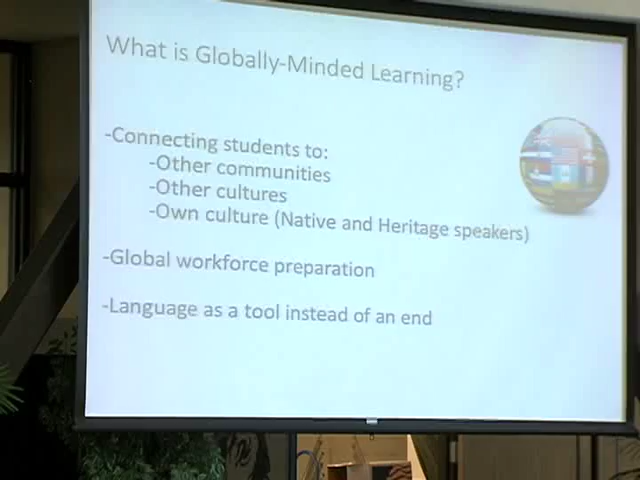 What is Globally-Minded Learning?
-Connecting students to:
-Other communities
-Other cultures
-Own culture (Native and Heritage speakers)
-Global workforce preparation
-Language as a tool instead of an end